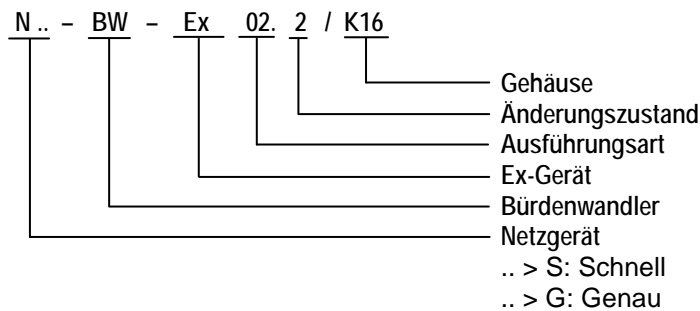 N .. – BW – Ex 02. 2 / K16
Gehäuse
Änderungszustand
Ausführungsart
Ex-Gerät
Bürdenwandler
Netzgerät
.. > S: Schnell
.. > G: Genau